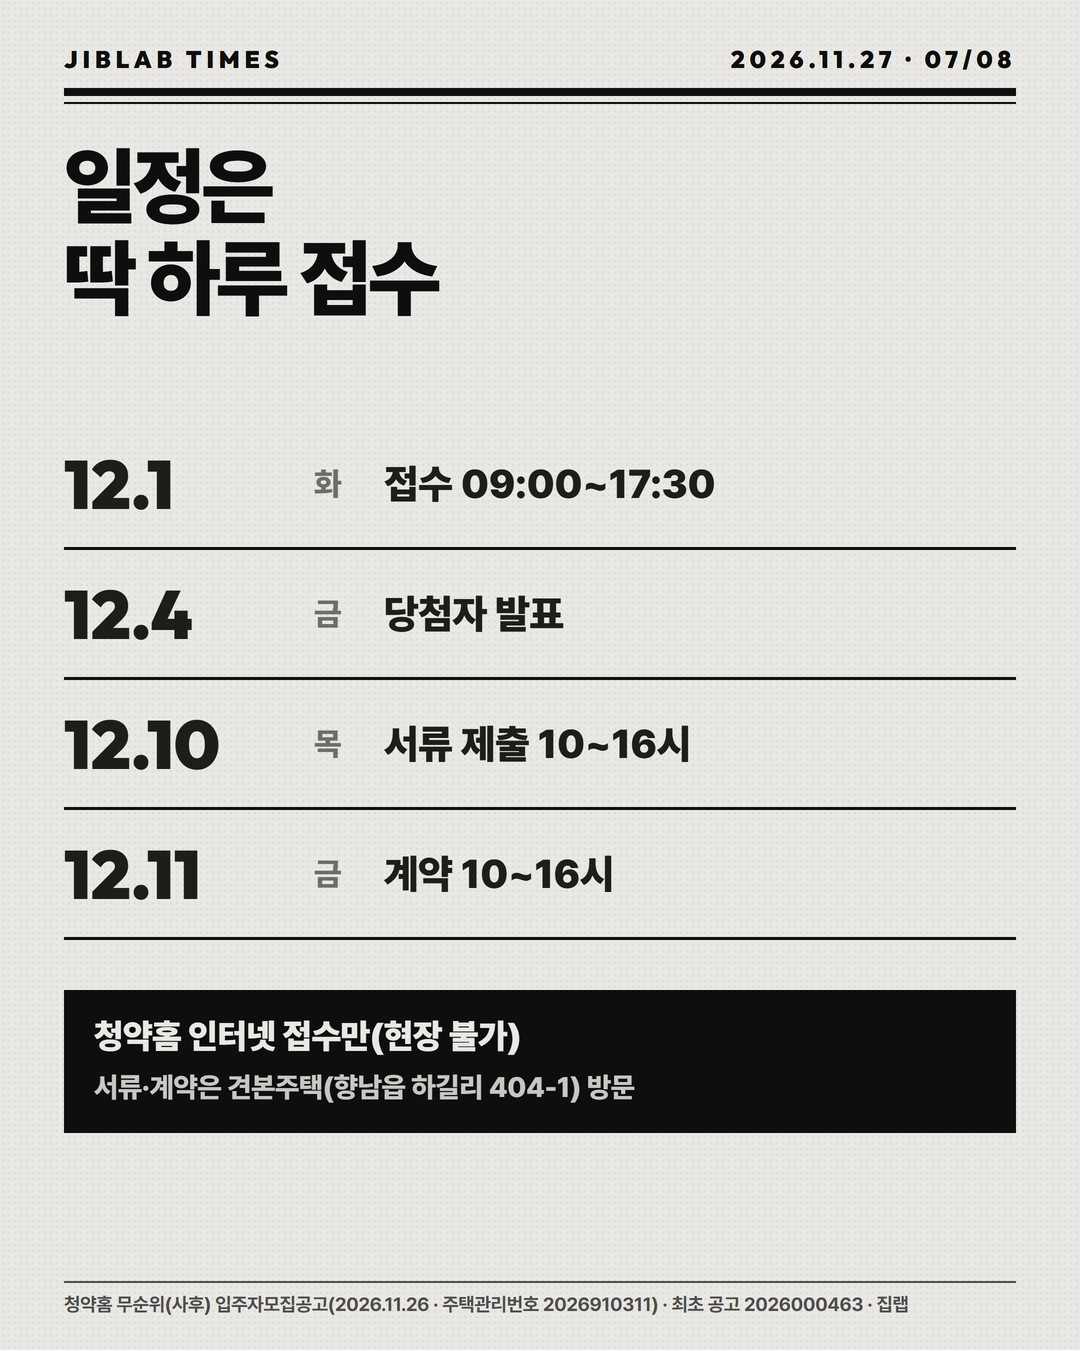 JIBLAB TIMES
2026.11.27 · 07/08
일정은
딱 하루 접수
12.1 화 접수 09:00~17:30
12.4 금 당첨자 발표
12.10 목 서류 제출 10~16시
12.11 금 계약 10~16시
청약홈 인터넷 접수만(현장 불가)
서류·계약은 견본주택(향남읍 하길리 404-1) 방문
청약홈 무순위(사후) 입주자모집공고(2026.11.26 · 주택관리번호 2026910311) · 최초 공고 2026000463 · 집랩